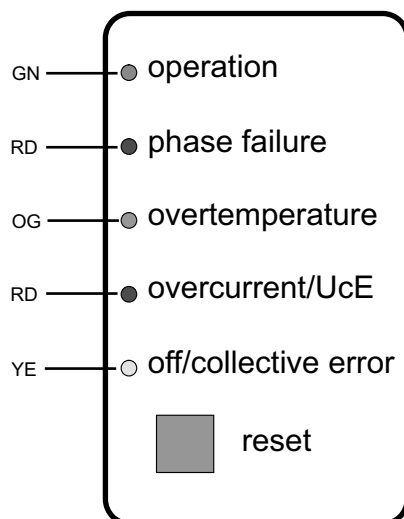 GN operation
RD phase failure
OG overtemperature
RD overcurrent/UcE
YE off/collective error
reset